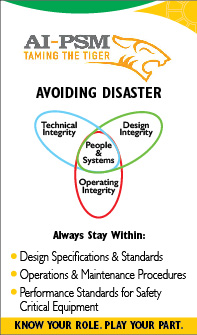 AI-PSM
TAMING THE TIGER
AVOIDING DISASTER
Technical
Integrity
Design
Integrity
People
&
Systems
Operating
Integrity
Always Stay Within:
• Design Specifications & Standards
• Operations & Maintenance Procedures
• Performance Standards for Safety
Critical Equipment
KNOW YOUR ROLE. PLAY YOUR PART.